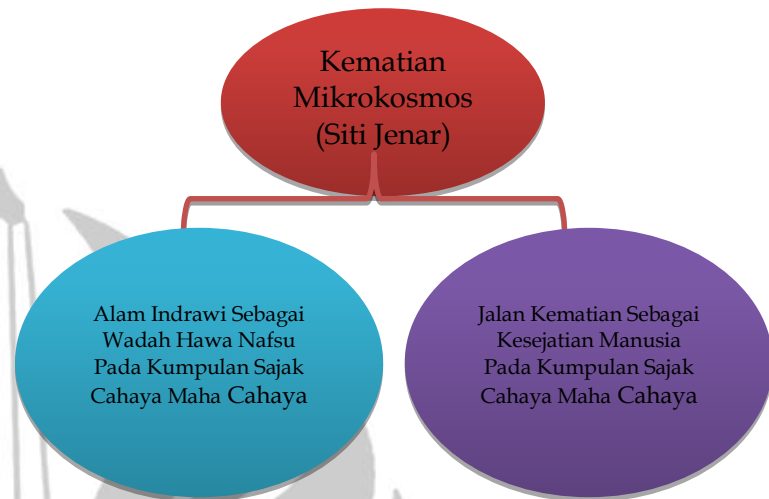 Kematian
Mikrokosmos
(Siti Jenar)
Alam Indrawi Sebagai
Wadah Hawa Nafsu
Pada Kumpulan Sajak
Cahaya Maha Cahaya
Jalan Kematian Sebagai
Kesejatian Manusia
Pada Kumpulan Sajak
Cahaya Maha Cahaya